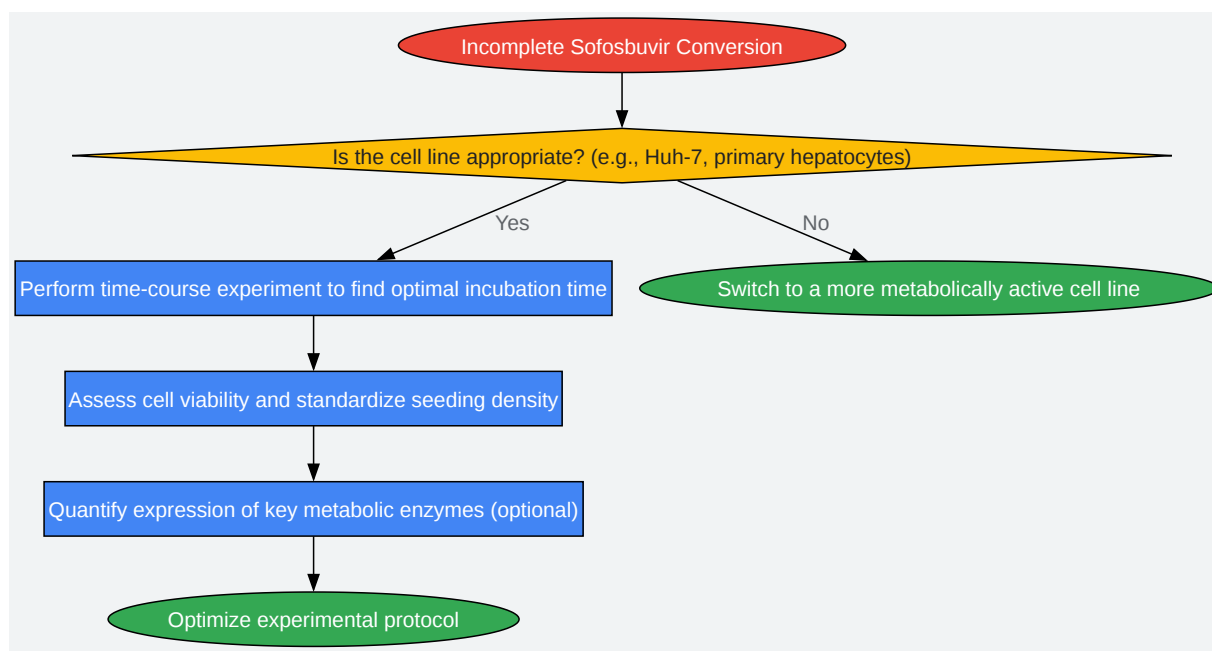 Incomplete Sofosbuvir Conversion
Is the cell line appropriate? (e.g., Huh-7, primary hepatocytes)
Yes
No
Perform time-course experiment to find optimal incubation time
Switch to a more metabolically active cell line
Assess cell viability and standardize seeding density
Quantify expression of key metabolic enzymes (optional)
Optimize experimental protocol